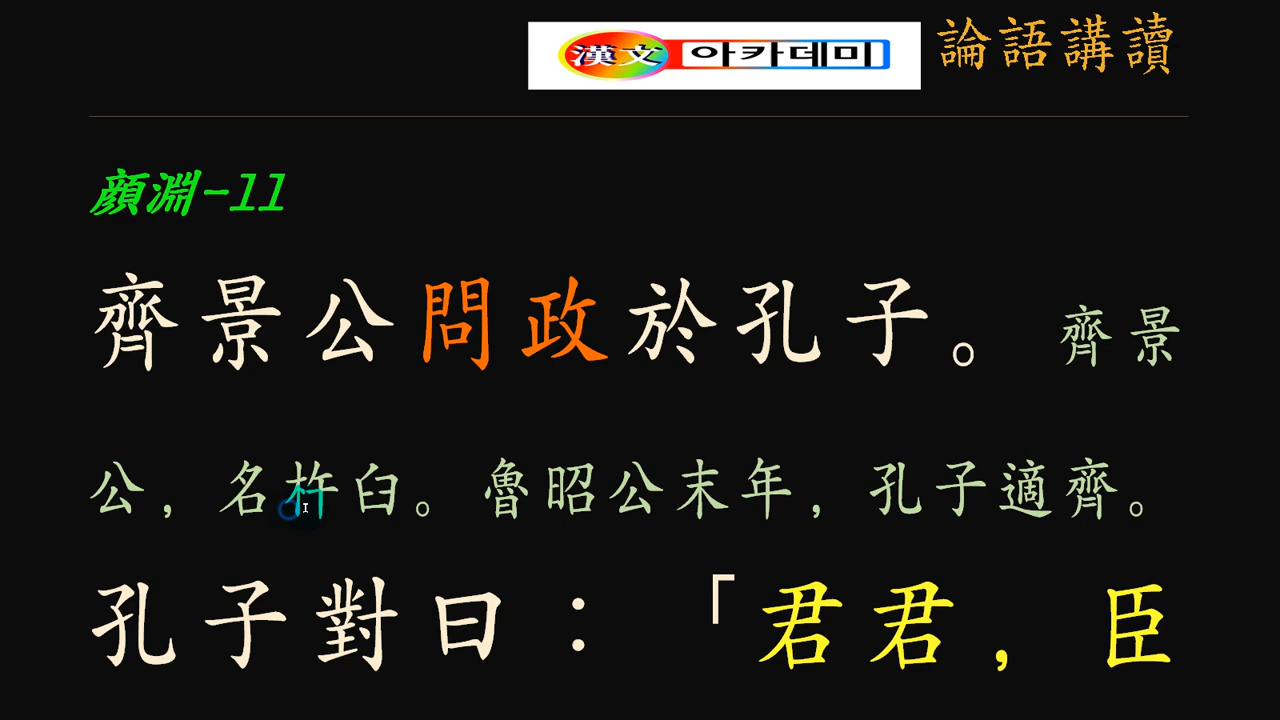 漢文 아카데미 論語講讀
顔淵-11
齊景公問政於孔子。 齊景
公，名杵臼。魯昭公末年，孔子適齊。
孔子對曰：「君君，臣